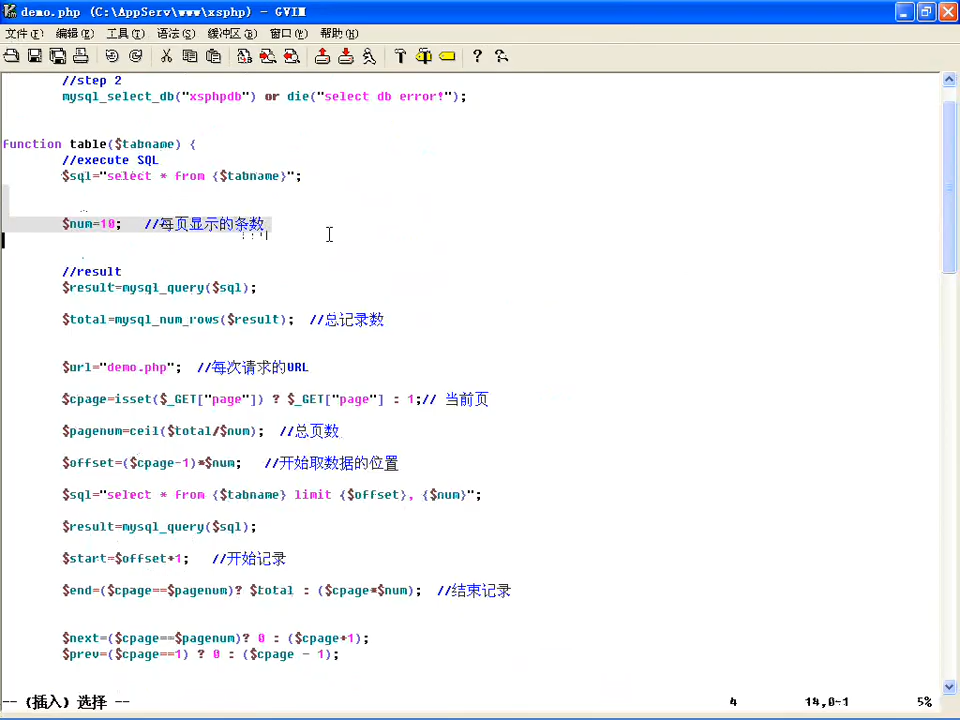 demo.php (C:\AppServ\www\xsphp) - GVIM
文件(F) 编辑(E) 工具(T) 语法(S) 缓冲区(B) 窗口(W) 帮助(H)
//step 2
mysql_select_db("xsphpdb") or die("select db error!");
function table($tabname) {
//execute SQL
$sql="select * from {$tabname}";
$num=10; //每页显示的条数
//result
$result=mysql_query($sql);
$total=mysql_num_rows($result); //总记录数
$url="demo.php"; //每次请求的URL
$cpage=isset($_GET["page"]) ? $_GET["page"] : 1;// 当前页
$pagenum=ceil($total/$num); //总页数
$offset=($cpage-1)*$num; //开始取数据的位置
$sql="select * from {$tabname} limit {$offset}, {$num}";
$result=mysql_query($sql);
$start=$offset+1; //开始记录
$end=($cpage==$pagenum)? $total : ($cpage*$num); //结束记录
$next=($cpage==$pagenum)? 0 : ($cpage+1);
$prev=($cpage==1) ? 0 : ($cpage - 1);
-- (插入) 选择 -- 4 14,0-1 5%